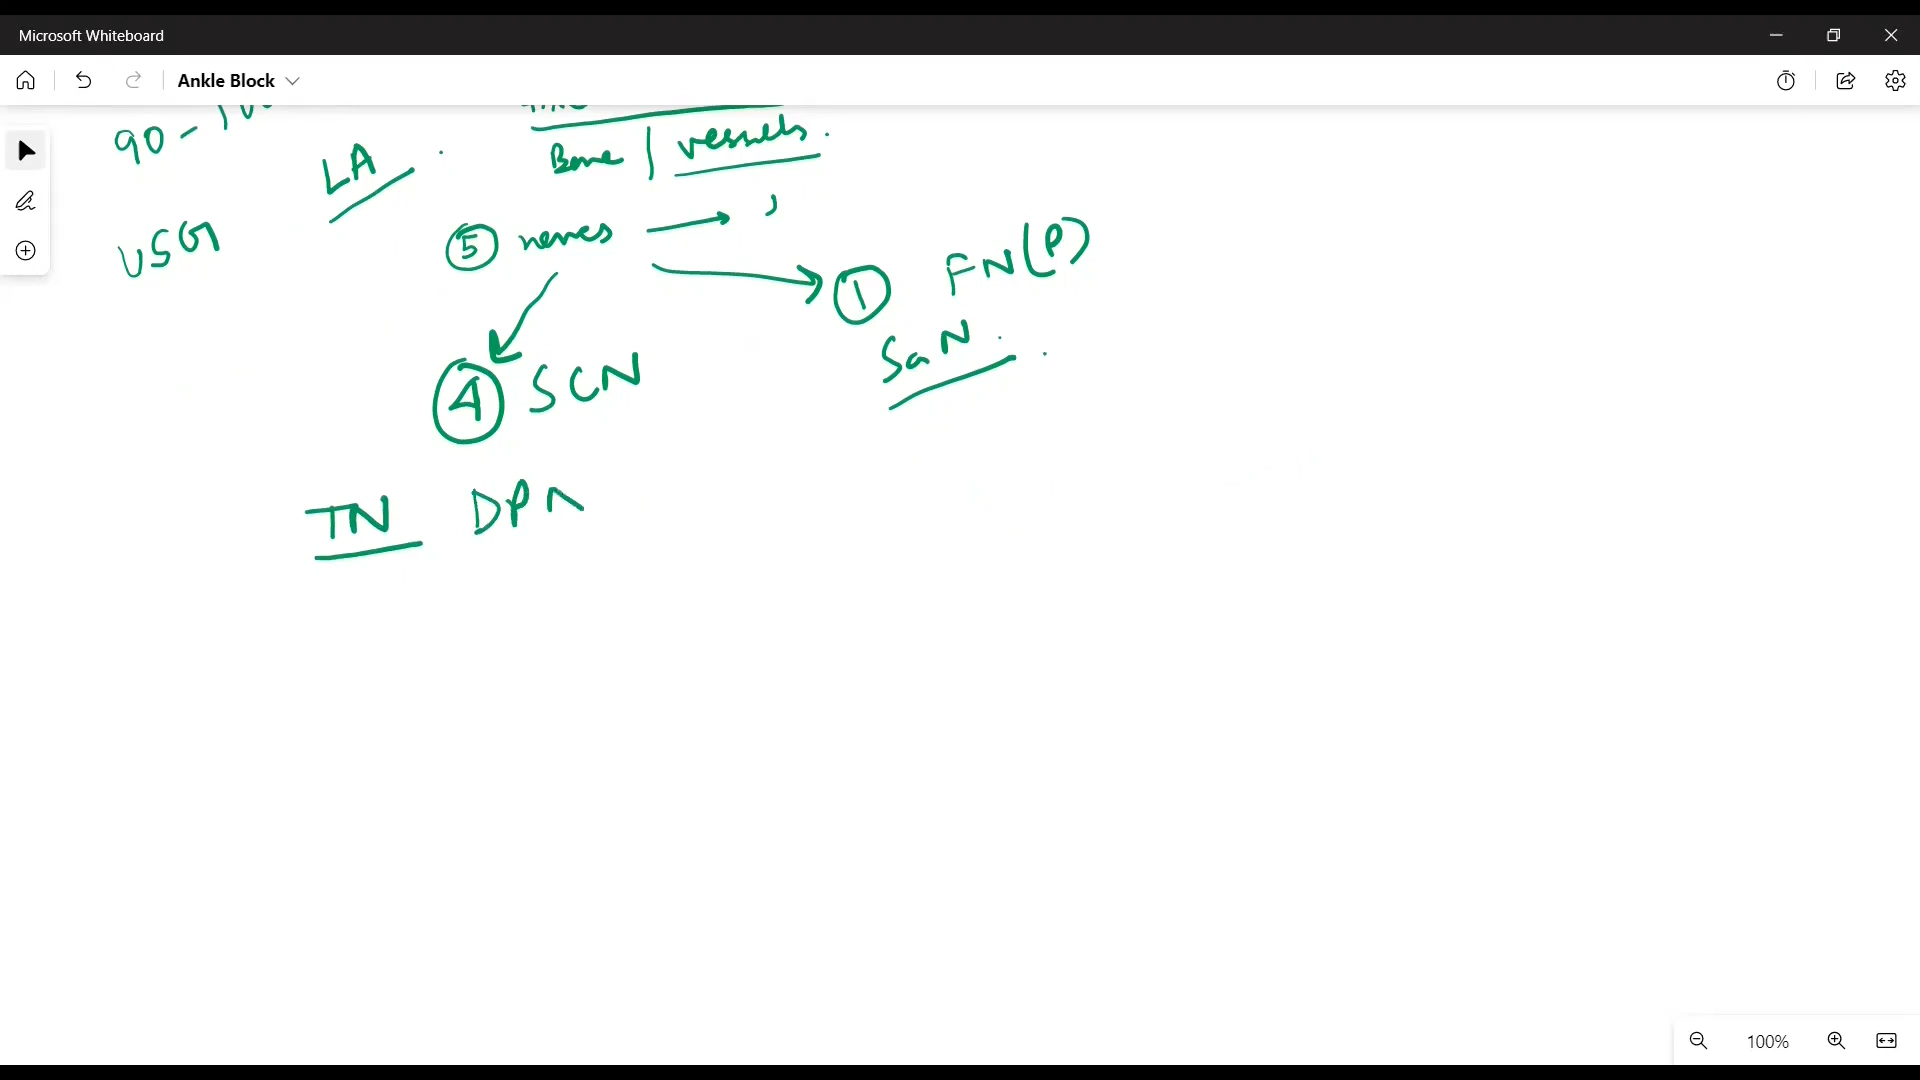 Microsoft Whiteboard
Ankle Block
90 -
LA
Bone | vessels.
USG
5 nerves
1 FN(P)
SaN.
4 SCN
TN DPN
100%